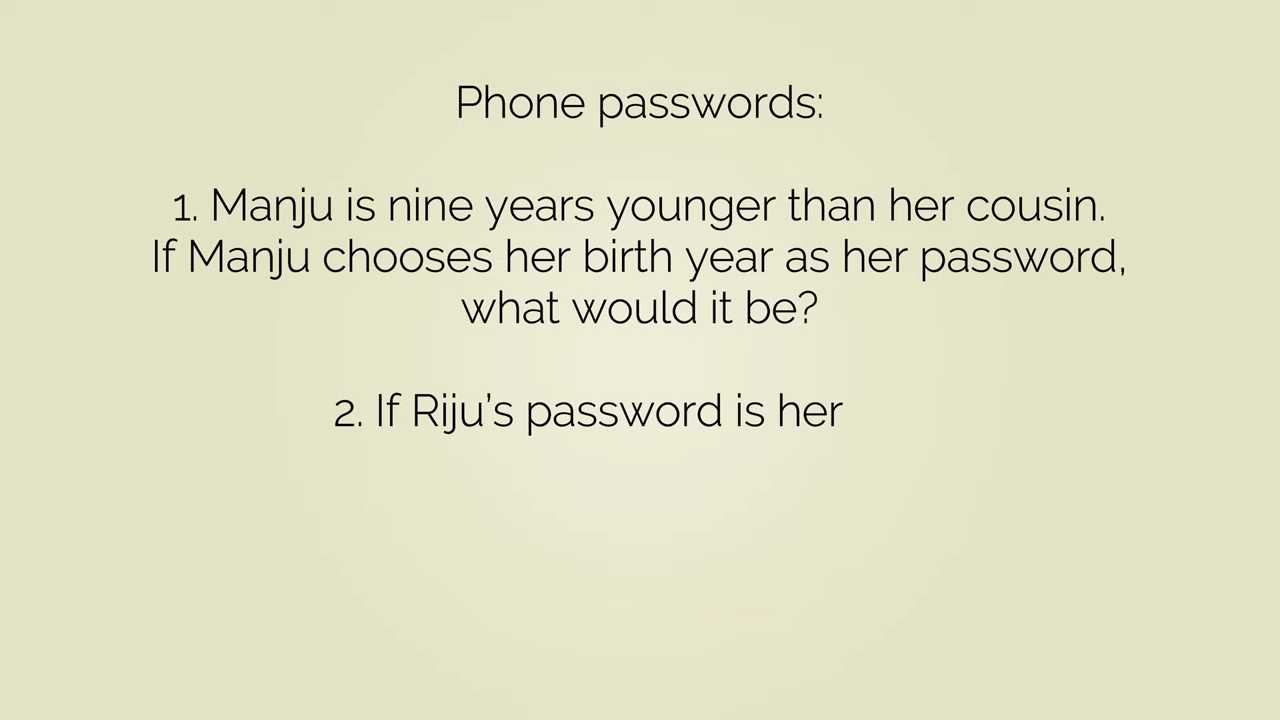 Phone passwords:
1. Manju is nine years younger than her cousin.
If Manju chooses her birth year as her password,
what would it be?
2. If Riju's password is her